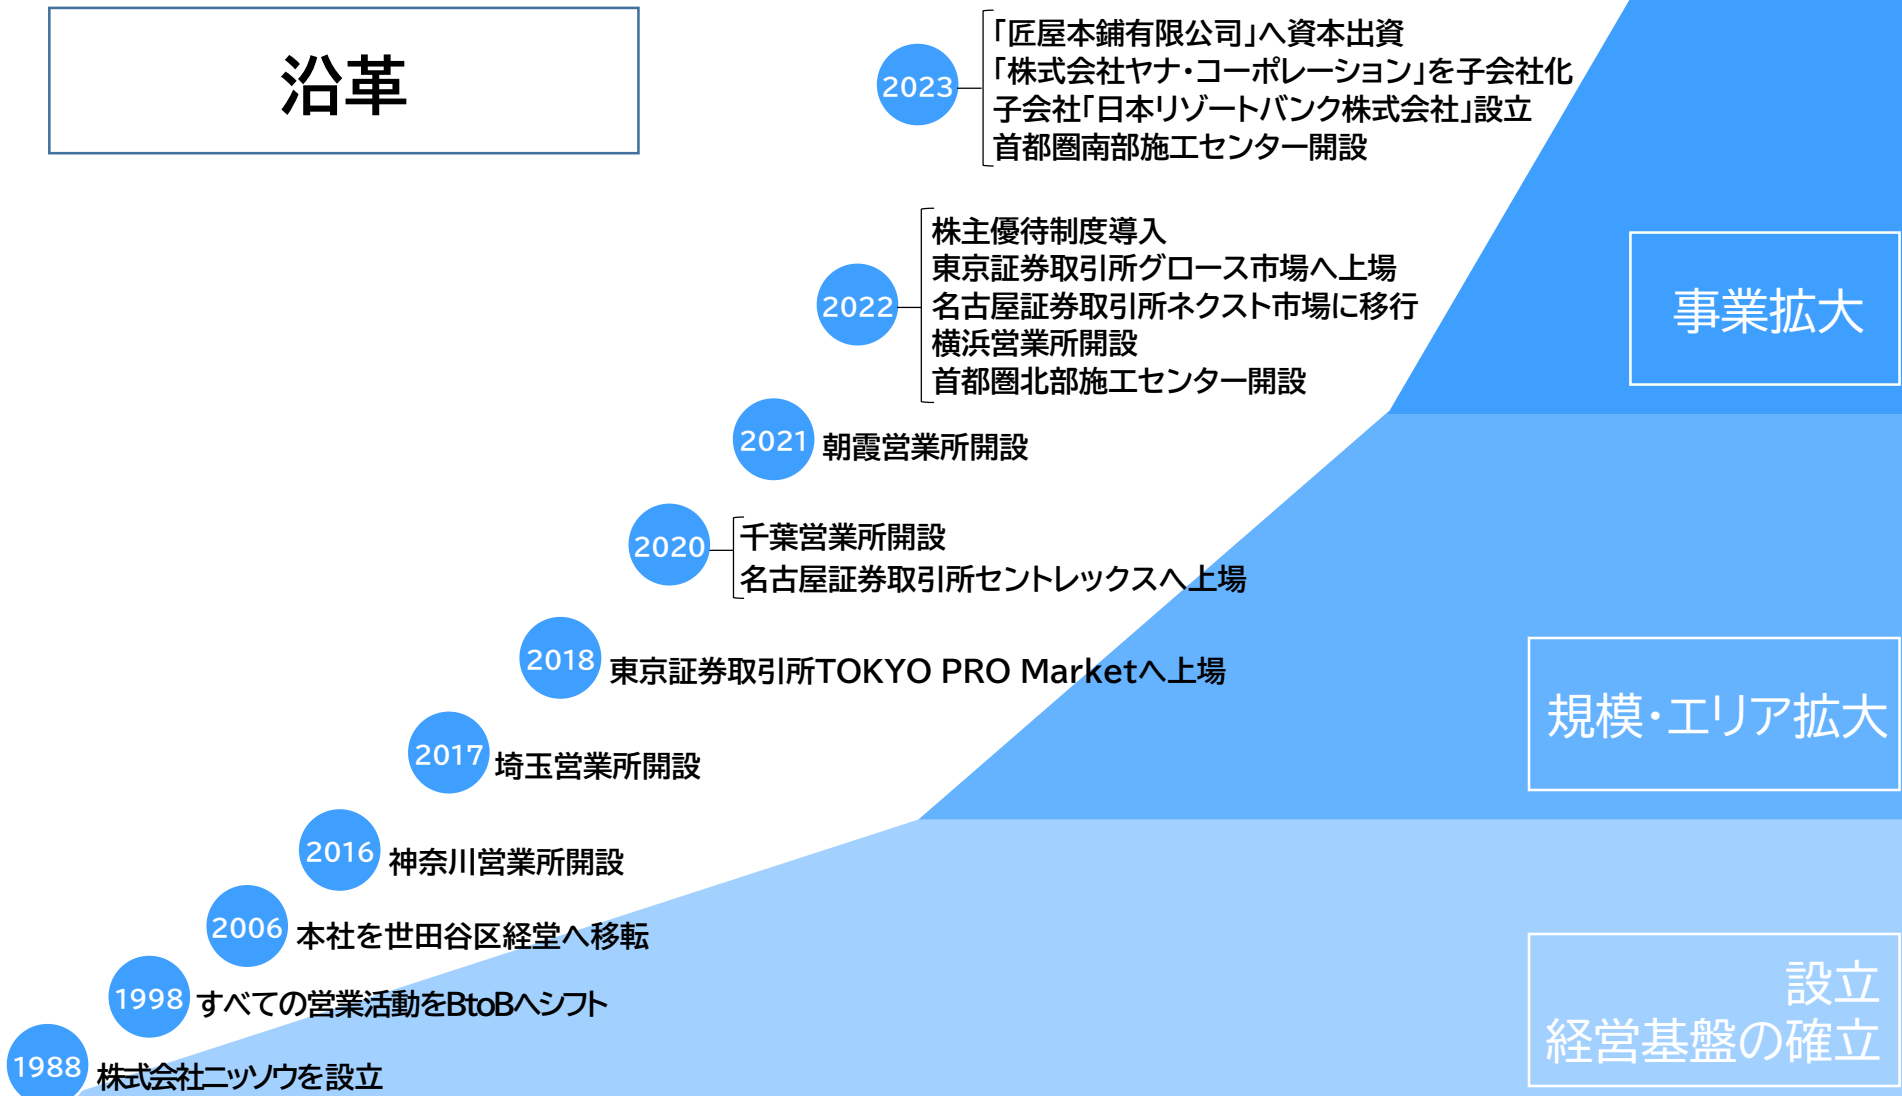 沿革
2023
「匠屋本鋪有限公司」へ資本出資
「株式会社ヤナ・コーポレーション」を子会社化
子会社「日本リゾートバンク株式会社」設立
首都圏南部施工センター開設
2022
株主優待制度導入
東京証券取引所グロース市場へ上場
名古屋証券取引所ネクスト市場に移行
横浜営業所開設
首都圏北部施工センター開設
事業拡大
2021 朝霞営業所開設
2020
千葉営業所開設
名古屋証券取引所セントレックスへ上場
2018 東京証券取引所TOKYO PRO Marketへ上場
規模・エリア拡大
2017 埼玉営業所開設
2016 神奈川営業所開設
2006 本社を世田谷区経堂へ移転
1998 すべての営業活動をBtoBへシフト
1988 株式会社ニッソウを設立
設立
経営基盤の確立